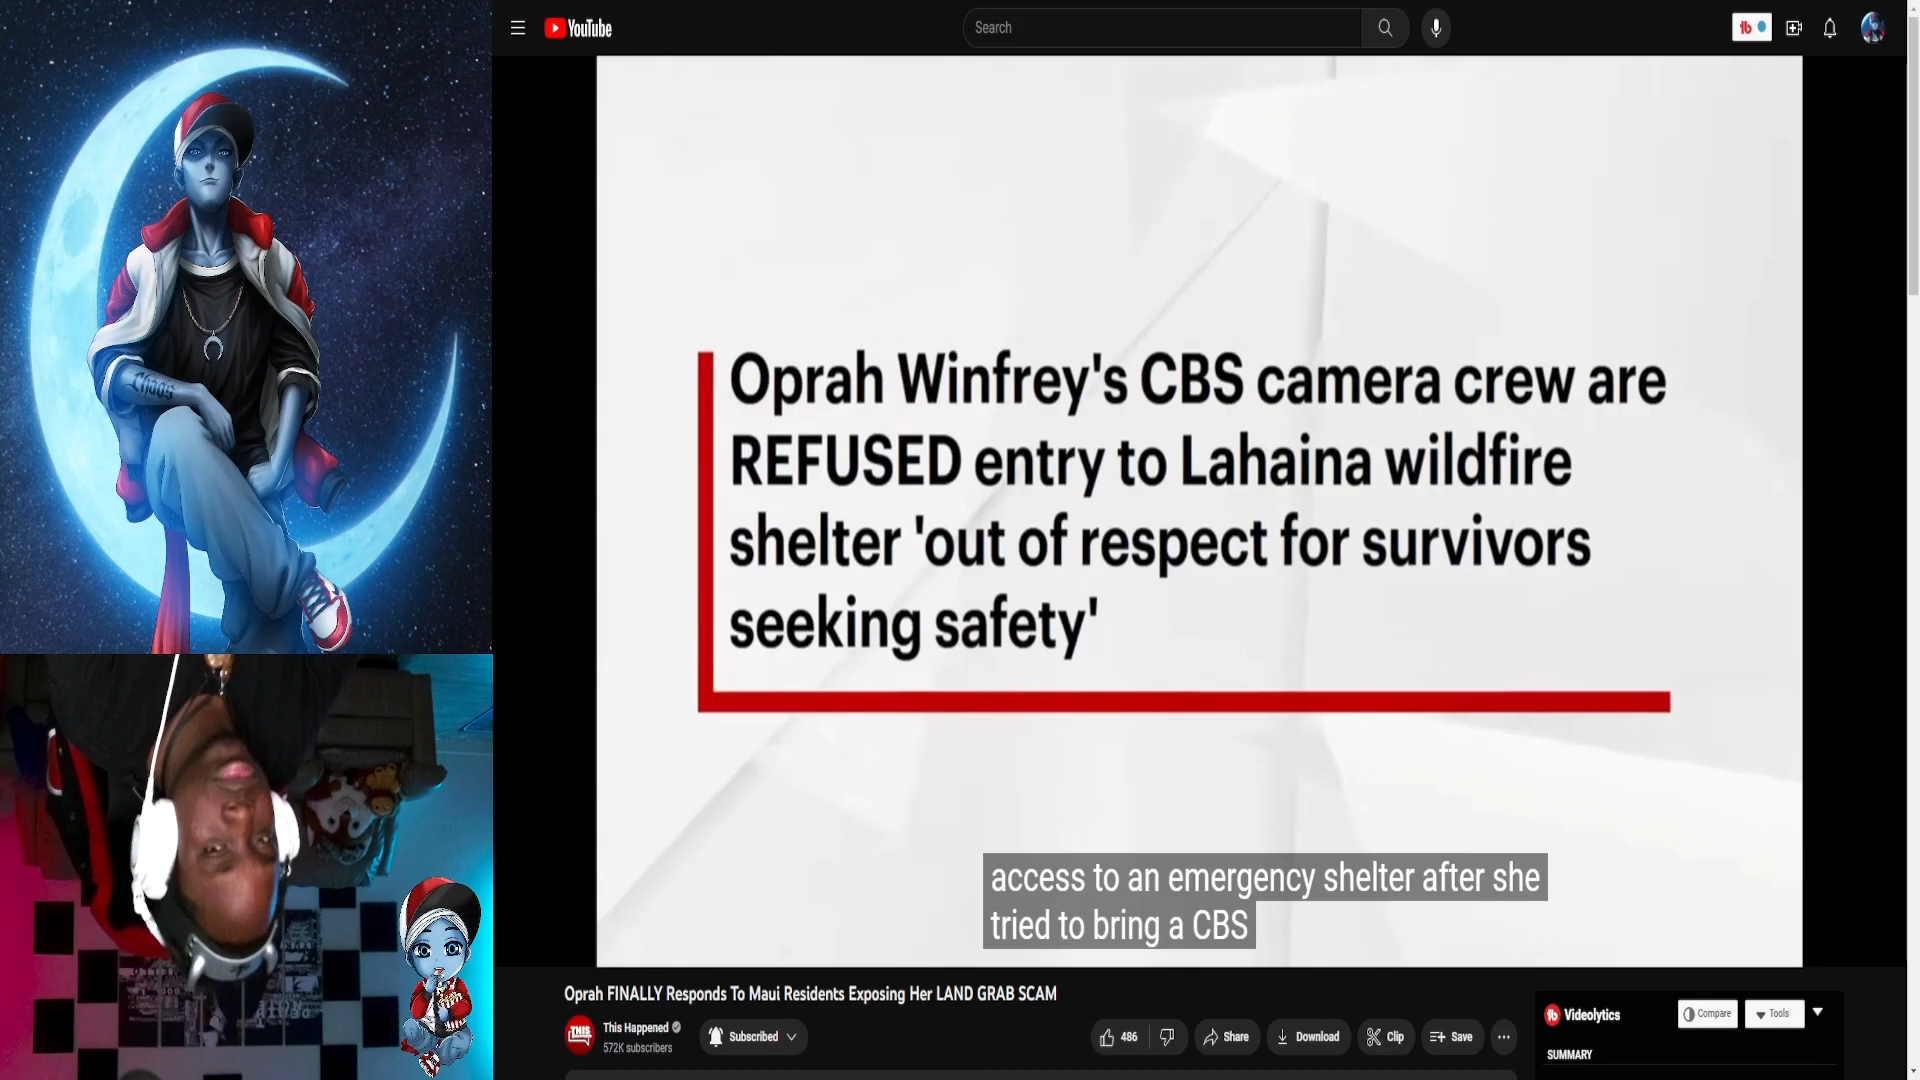 YouTube
Search
Chaos
Oprah Winfrey's CBS camera crew are
REFUSED entry to Lahaina wildfire
shelter 'out of respect for survivors
seeking safety'
access to an emergency shelter after she
tried to bring a CBS
Oprah FINALLY Responds To Maui Residents Exposing Her LAND GRAB SCAM
THIS
This Happened
572K subscribers
Subscribed
486
Share
Download
Clip
Save
Videolytics
Compare
Tools
SUMMARY